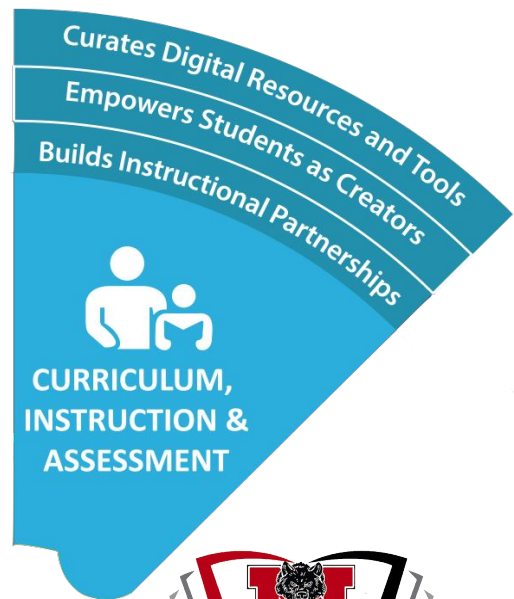 Curates Digital Resources and Tools
Empowers Students as Creators
Builds Instructional Partnerships
CURRICULUM,
INSTRUCTION &
ASSESSMENT